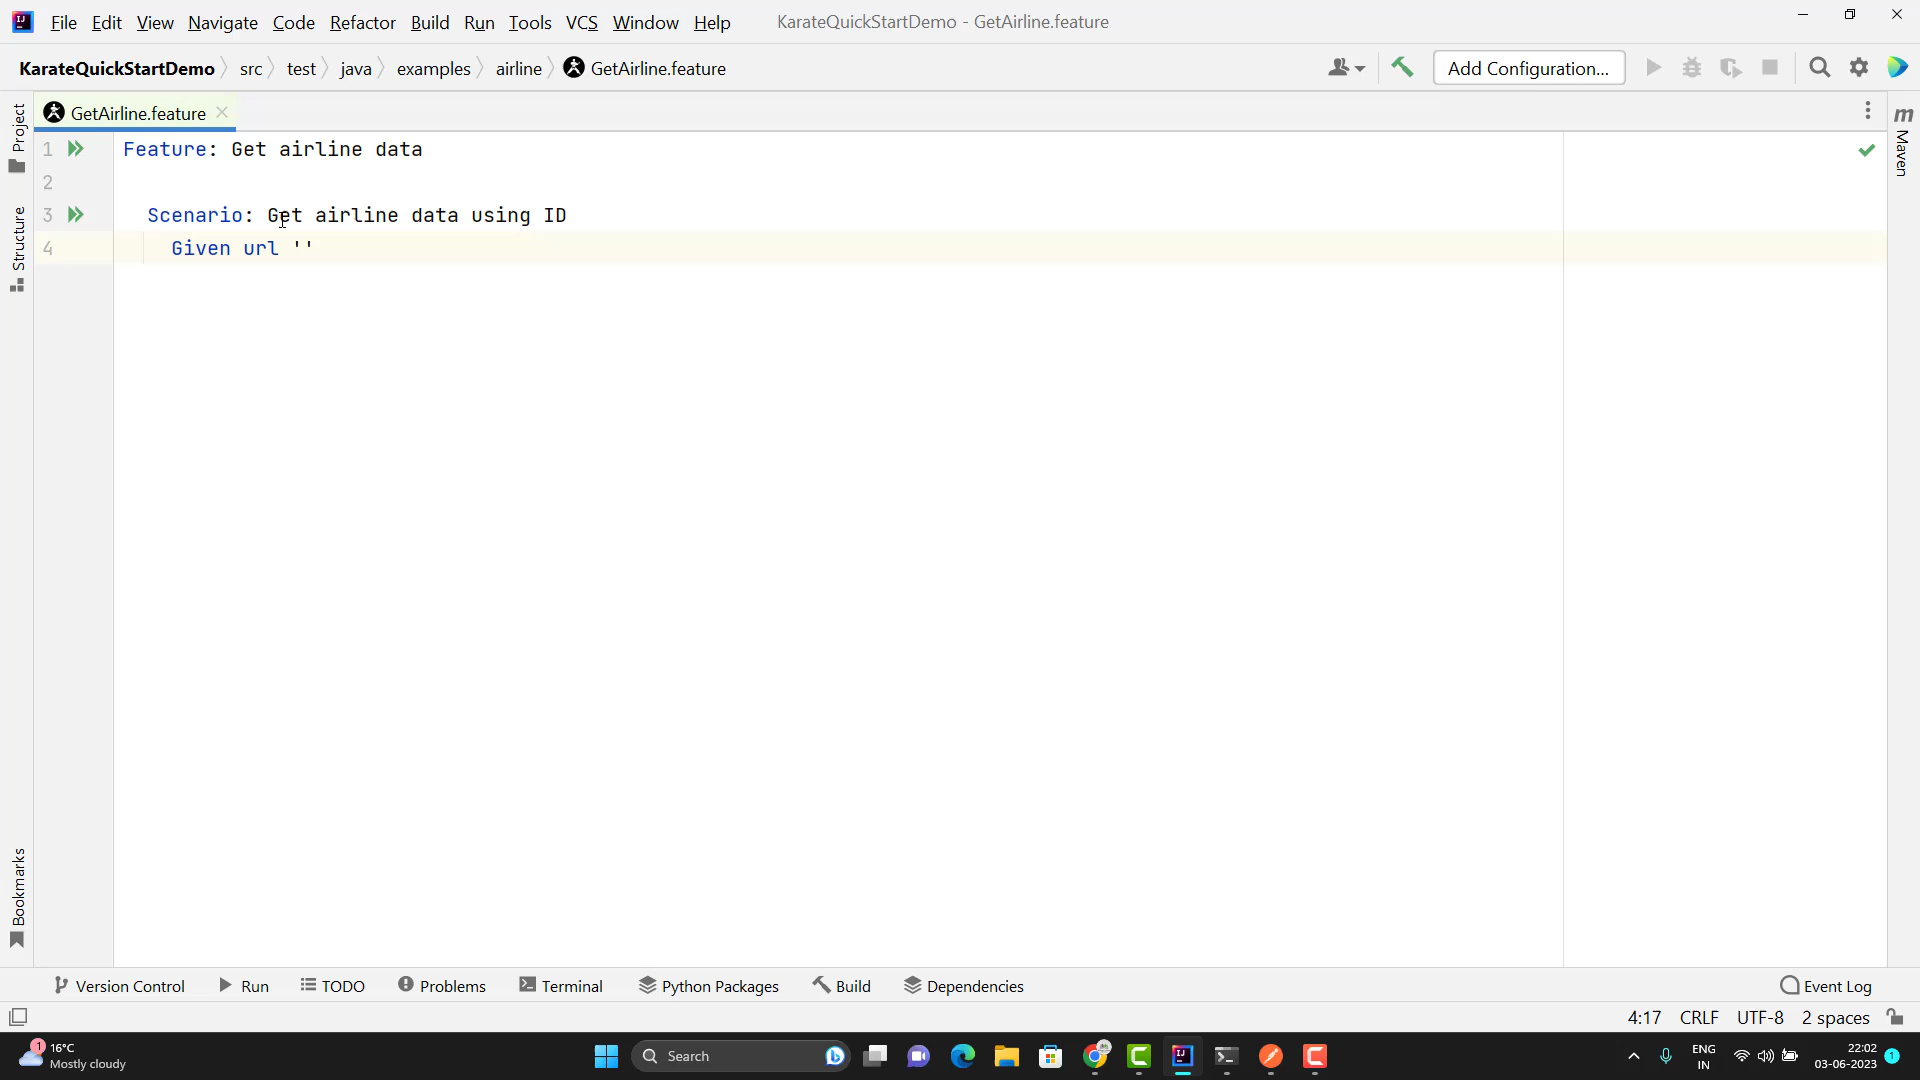 File Edit View Navigate Code Refactor Build Run Tools VCS Window Help KarateQuickStartDemo - GetAirline.feature
KarateQuickStartDemo src test java examples airline GetAirline.feature Add Configuration...
GetAirline.feature
Project
Structure
Bookmarks
m Maven
1 Feature: Get airline data
2
3 Scenario: Get airline data using ID
4 Given url ''
Version Control Run TODO Problems Terminal Python Packages Build Dependencies Event Log
4:17 CRLF UTF-8 2 spaces
1 16°C
Mostly cloudy
Search
ENG
IN
22:02
03-06-2023
1